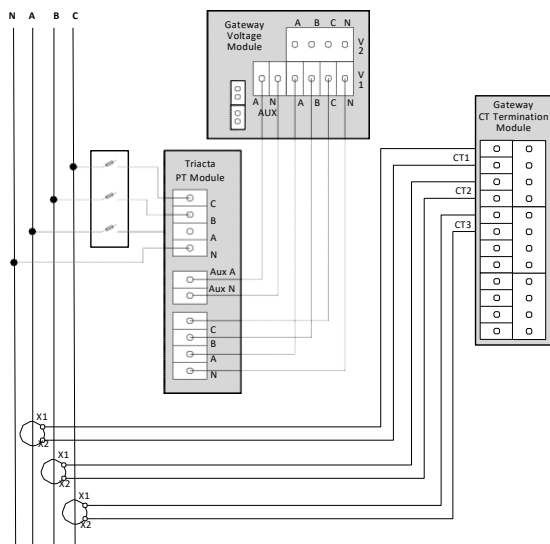 N A B C
Gateway
Voltage
Module
A B C N
V
2
V
1
A N A B C N
AUX
Gateway
CT Termination
Module
CT1
CT2
CT3
Triacta
PT Module
C
B
A
N
Aux A
Aux N
C
B
A
N
X1
X2
X1
X2
X1
X2